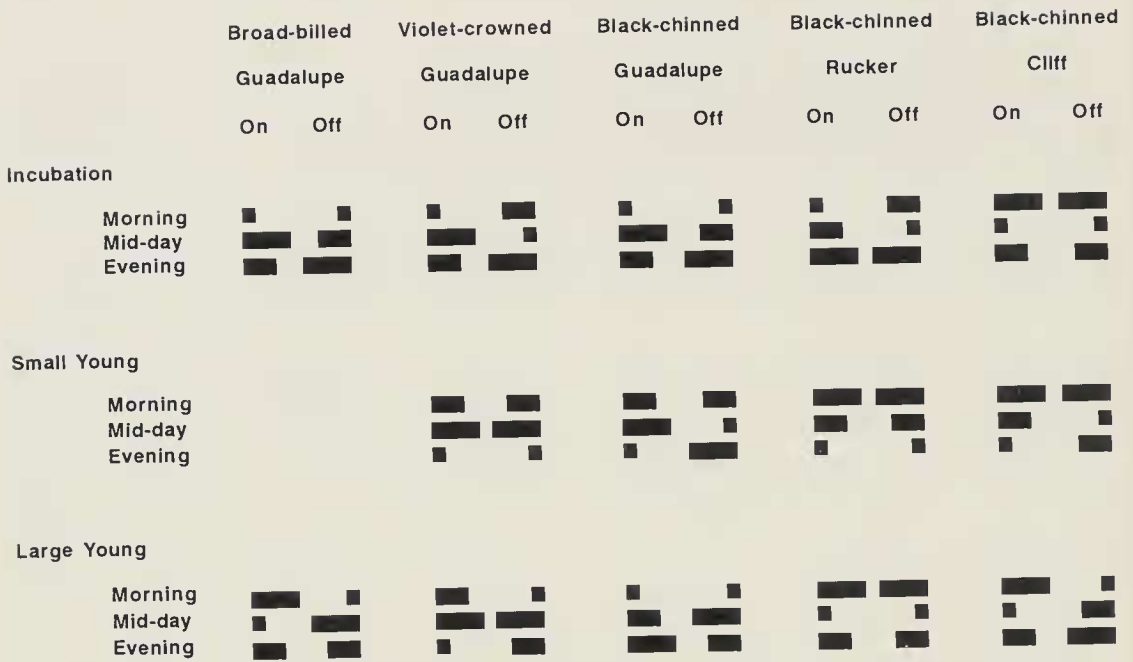 Broad-billed Violet-crowned Black-chinned Black-chinned Black-chinned
Guadalupe Guadalupe Guadalupe Rucker Cliff
On Off On Off On Off On Off On Off
Incubation
Morning
Mid-day
Evening
Small Young
Morning
Mid-day
Evening
Large Young
Morning
Mid-day
Evening